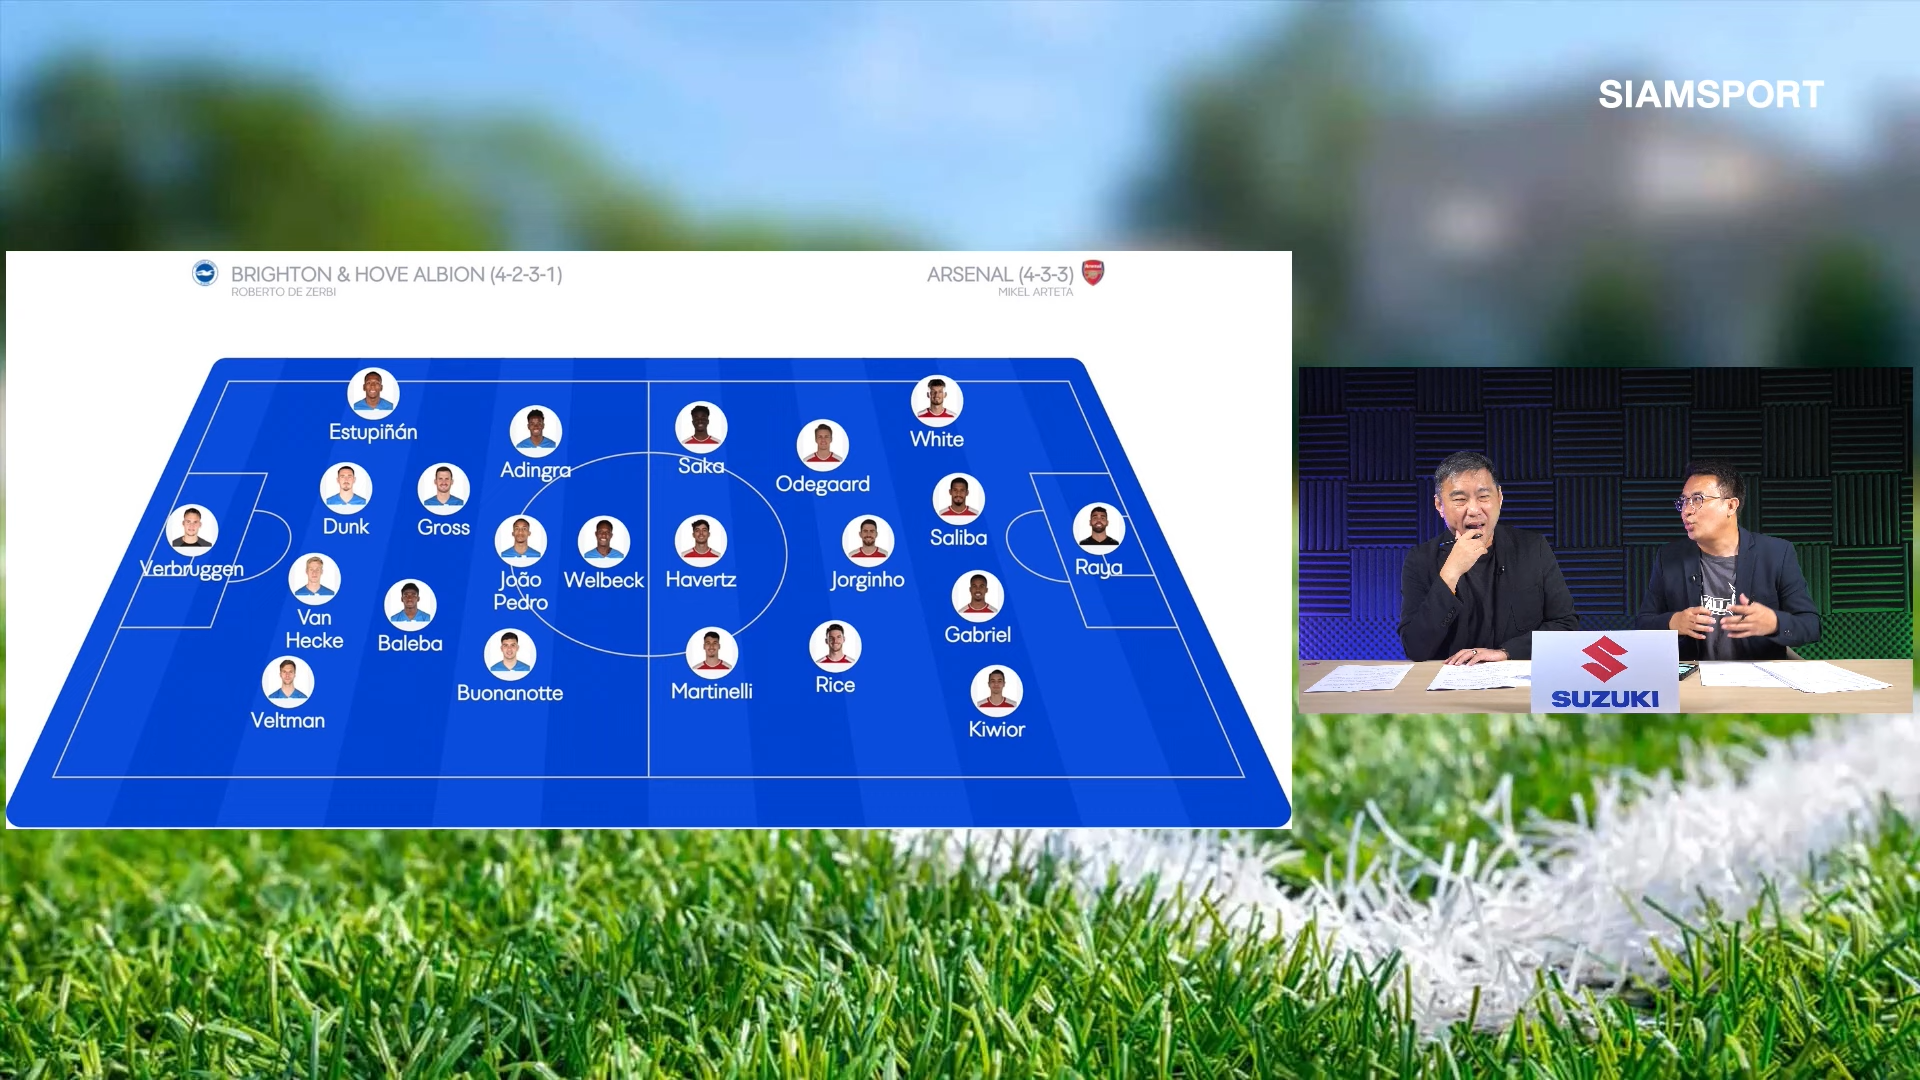 SIAMSPORT
BRIGHTON & HOVE ALBION (4-2-3-1)
ROBERTO DE ZERBI
ARSENAL (4-3-3)
MIKEL ARTETA
Estupiñán
Adingra
Saka
Odegaard
White
Dunk
Gross
Saliba
Verbruggen
João
Pedro
Welbeck
Havertz
Jorginho
Raya
Van
Hecke
Baleba
Gabriel
Veltman
Buonanotte
Martinelli
Rice
Kiwior
SUZUKI